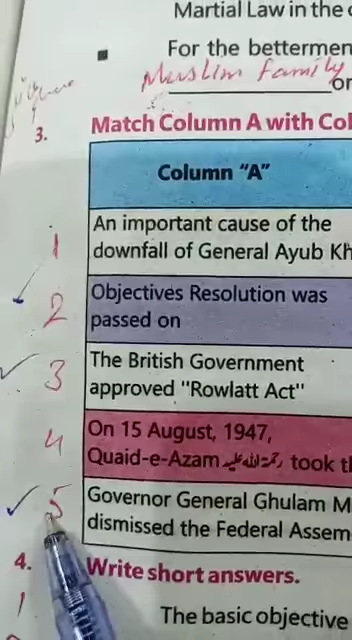 Martial Law in the
For the bettermen
Muslim Family
or
3. Match Column A with Col
Column "A"
1 An important cause of the
downfall of General Ayub Kh
2 Objectives Resolution was
passed on
3 The British Government
approved "Rowlatt Act"
4 On 15 August, 1947,
Quaid-e-Azam رحمۃ اللہ علیہ took th
5 Governor General Ghulam M
dismissed the Federal Assem
4. Write short answers.
1 The basic objective